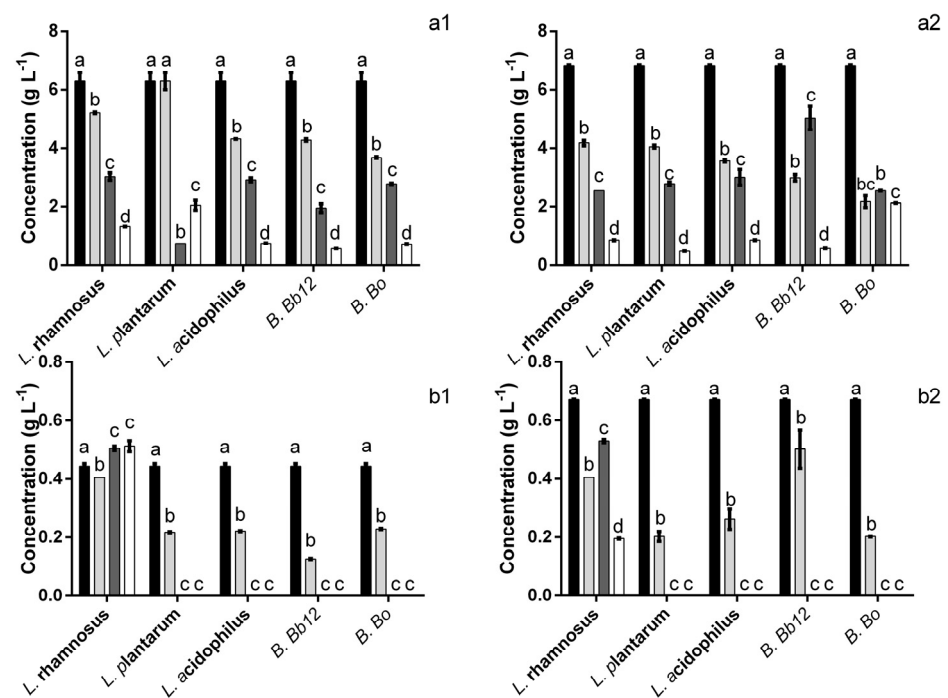 a1
Concentration (g L-1)
8
6
4
2
0
a b c d
a a b c
a b c d
a b c d
a b c d
L. rhamnosus
L. plantarum
L. acidophilus
B. Bb12
B. Bo
a2
Concentration (g L-1)
8
6
4
2
0
a b c d
a b c d
a b c d
a b c d
a bc b c
L. rhamnosus
L. plantarum
L. acidophilus
B. Bb12
B. Bo
b1
Concentration (g L-1)
0.8
0.6
0.4
0.2
0.0
a b c c
a b c c
a b c c
a b c c
a b c c
L. rhamnosus
L. plantarum
L. acidophilus
B. Bb12
B. Bo
b2
Concentration (g L-1)
0.8
0.6
0.4
0.2
0.0
a b c d
a b c c
a b c c
a b c c
a b c c
L. rhamnosus
L. plantarum
L. acidophilus
B. Bb12
B. Bo